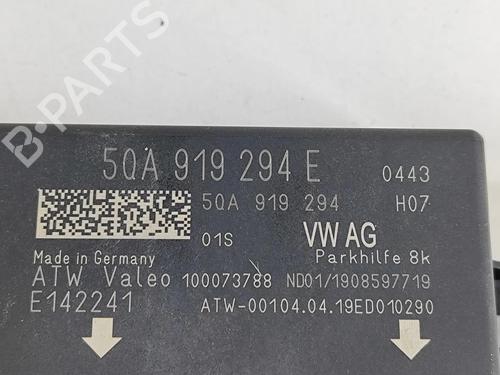 5QA 919 294 E 0443
5QA 919 294 H07
01S VW AG
Made in Germany Parkhilfe 8k
ATW Valeo 100073788 ND01/1908597719
E142241 ATW-00104.04.19ED010290